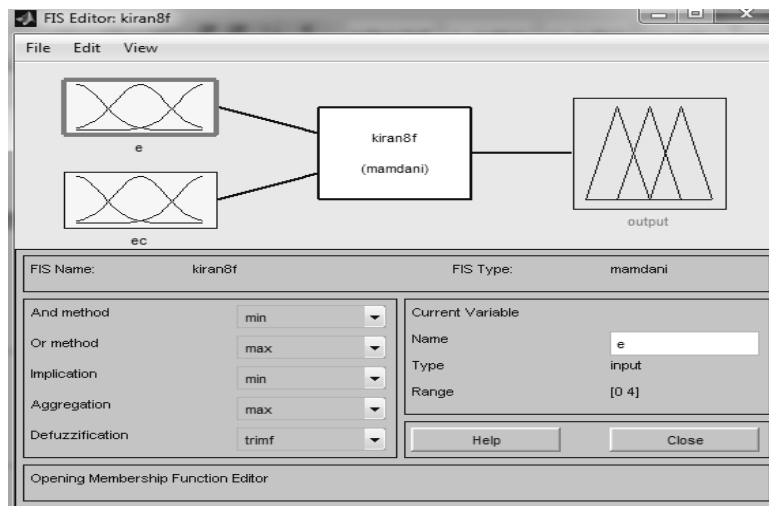 FIS Editor: kiran8f
File Edit View
e
ec
kiran8f
(mamdani)
output
FIS Name: kiran8f FIS Type: mamdani
And method min
Or method max
Implication min
Aggregation max
Defuzzification trimf
Current Variable
Name e
Type input
Range [0 4]
Help Close
Opening Membership Function Editor